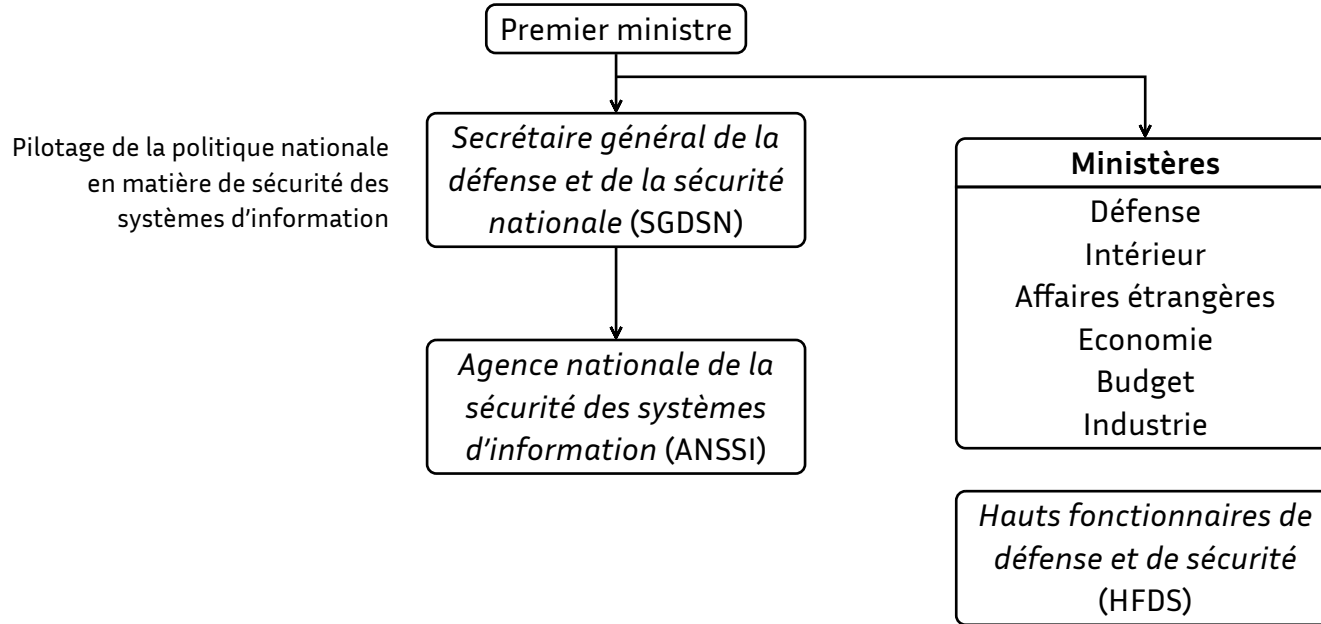 Premier ministre
Pilotage de la politique nationale
en matière de sécurité des
systèmes d'information
Secrétaire général de la
défense et de la sécurité
nationale (SGDSN)
Agence nationale de la
sécurité des systèmes
d'information (ANSSI)
Ministères
Défense
Intérieur
Affaires étrangères
Economie
Budget
Industrie
Hauts fonctionnaires de
défense et de sécurité
(HFDS)